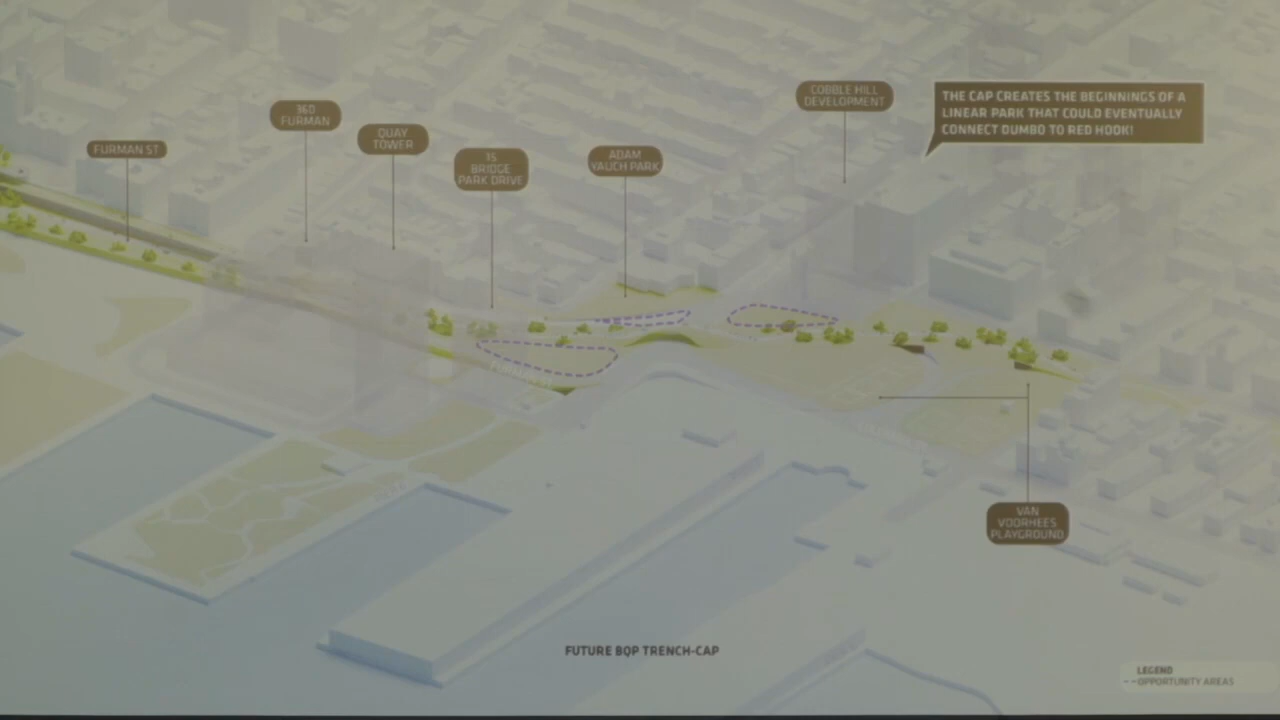 FURMAN ST
360
FURMAN
QUAY
TOWER
15
BRIDGE
PARK DRIVE
ADAM
YAUCH PARK
COBBLE HILL
DEVELOPMENT
THE CAP CREATES THE BEGINNINGS OF A
LINEAR PARK THAT COULD EVENTUALLY
CONNECT DUMBO TO RED HOOK!
FURMAN ST
VAN
VOORHEES
PLAYGROUND
FUTURE BQP TRENCH-CAP
LEGEND
OPPORTUNITY AREAS